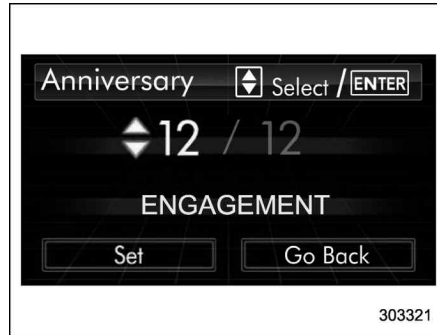 Anniversary Select / ENTER
12 / 12
ENGAGEMENT
Set Go Back
303321